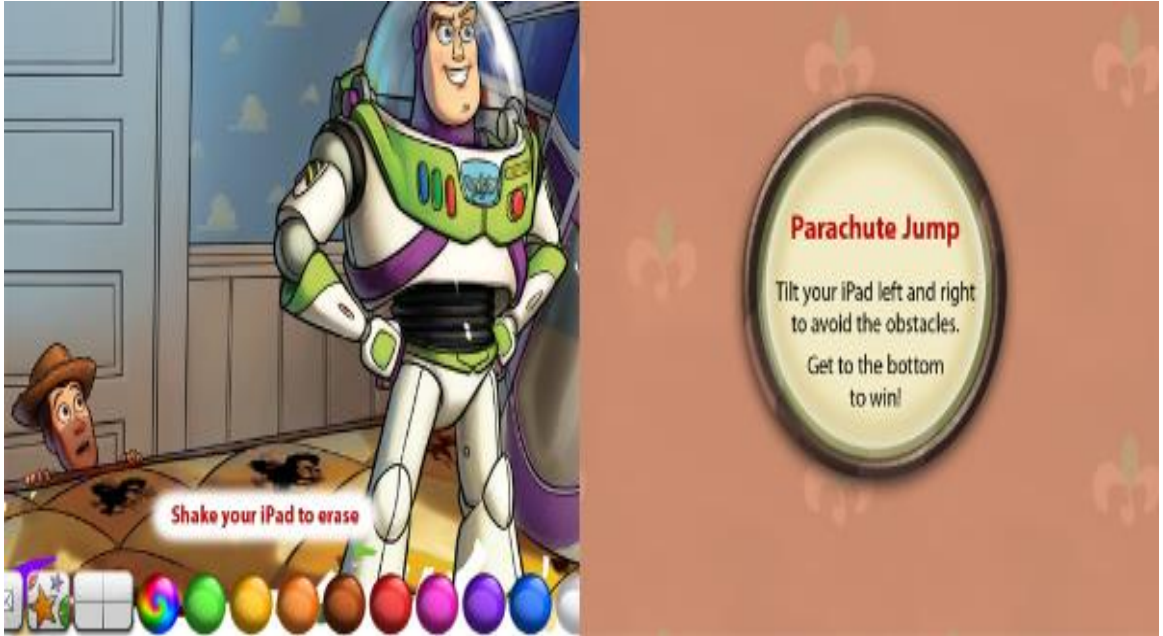 Shake your iPad to erase
Parachute Jump
Tilt your iPad left and right
to avoid the obstacles.
Get to the bottom
to win!